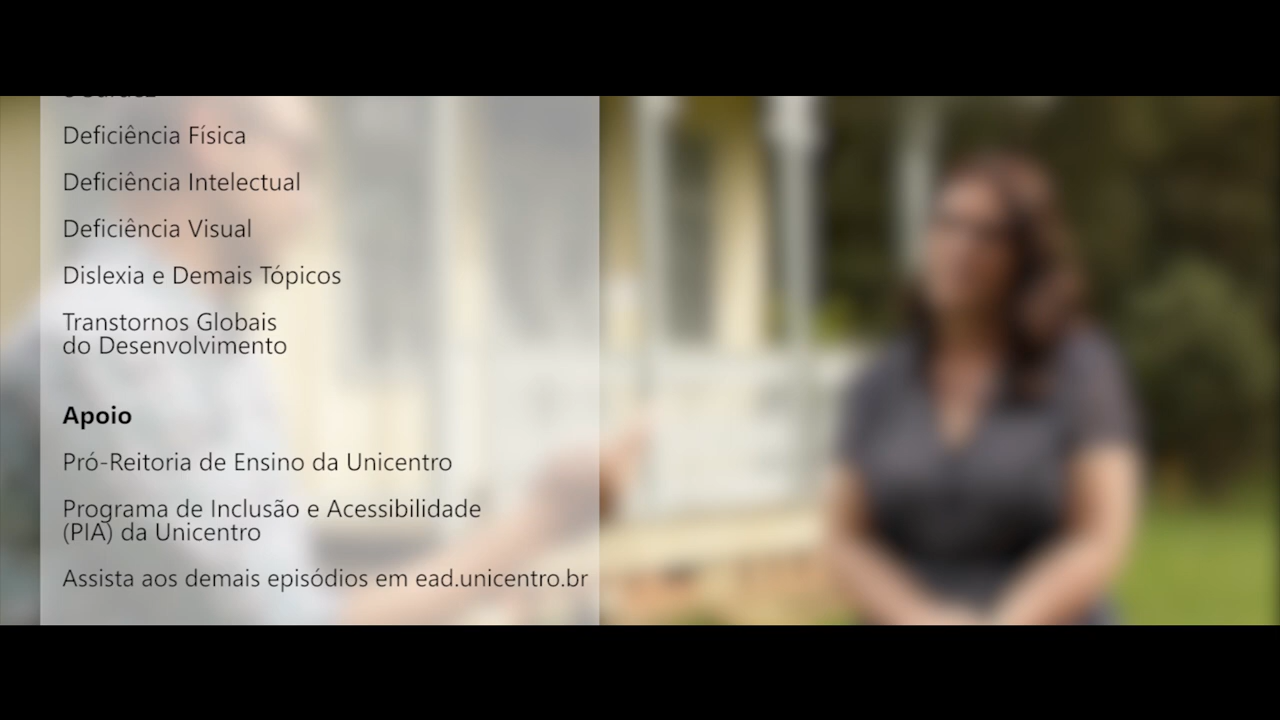 Deficiência Física
Deficiência Intelectual
Deficiência Visual
Dislexia e Demais Tópicos
Transtornos Globais
do Desenvolvimento
Apoio
Pró-Reitoria de Ensino da Unicentro
Programa de Inclusão e Acessibilidade
(PIA) da Unicentro
Assista aos demais episódios em ead.unicentro.br